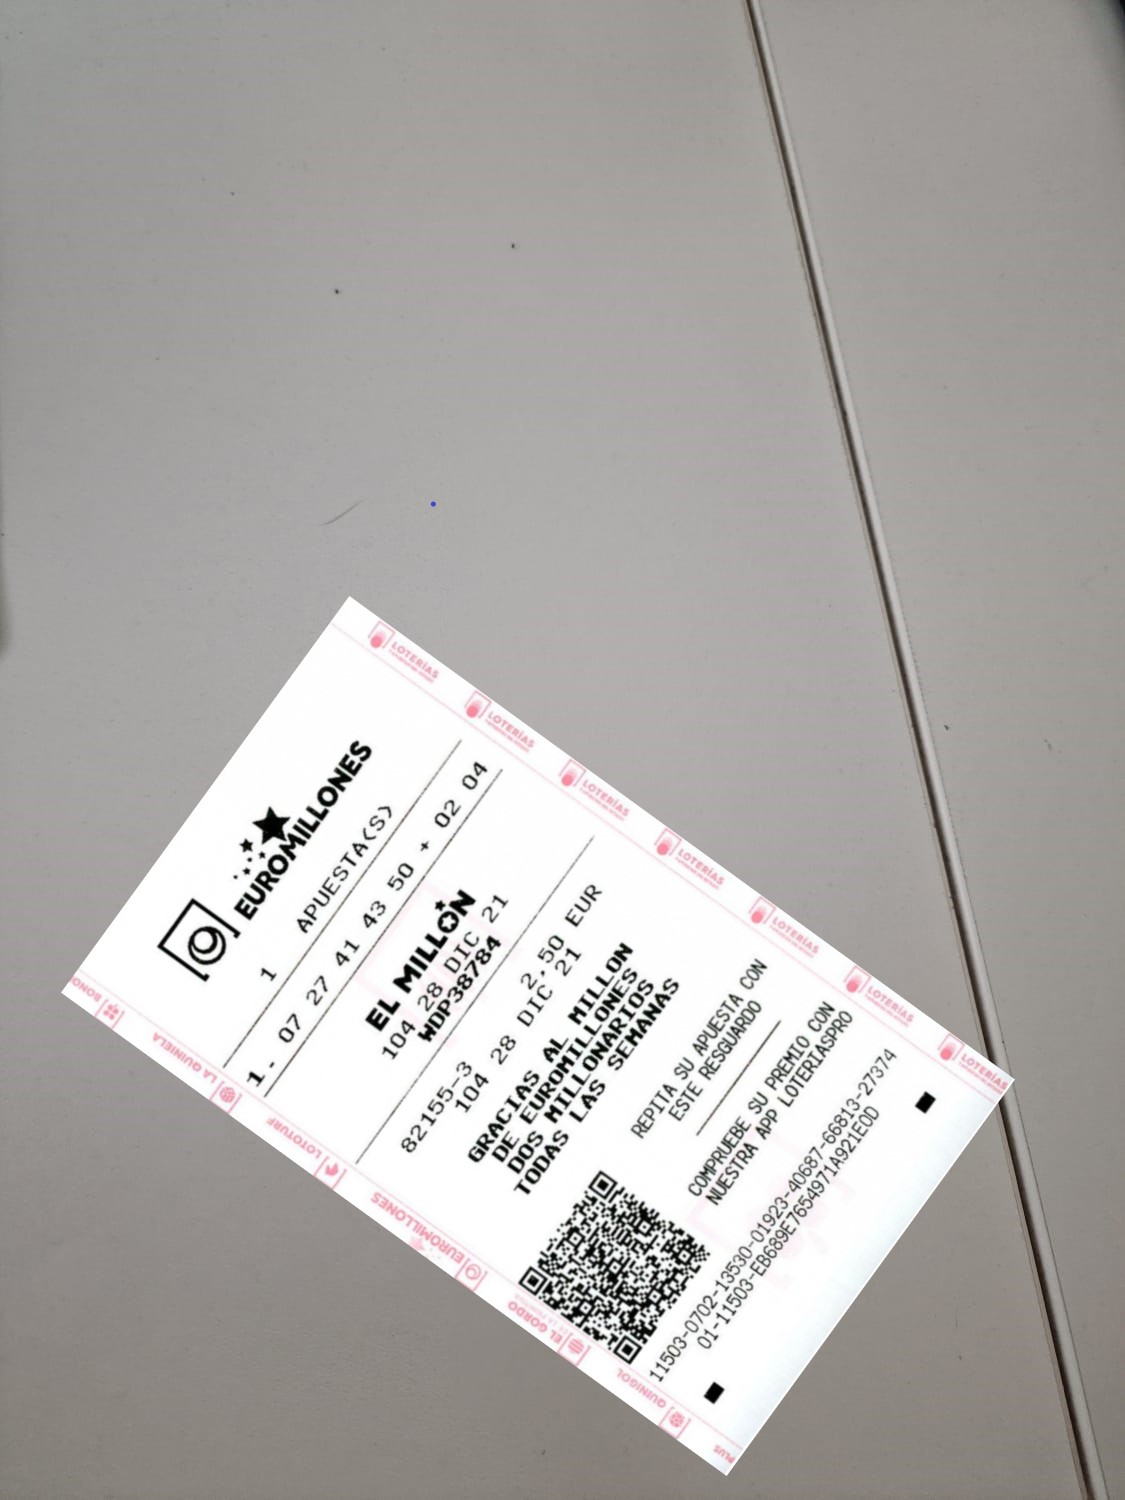 EUROMILLONES
1 APUESTA(S)
1. 07 27 41 43 50 + 02 04
EL MILLÓN
104 28 DIC 21
WDP38784
82155-3 2,50 EUR
104 28 DIC 21
GRACIAS AL MILLON
DE EUROMILLONES
DOS MILLONARIOS
TODAS LAS SEMANAS
REPITA SU APUESTA CON
ESTE RESGUARDO
COMPRUEBE SU PREMIO CON
NUESTRA APP LOTERIASPRO
11503-0702-13530-01923-40687-66813-27374
01-11503-EB689E7654971A921E0D
LOTERÍAS
LOTERÍAS
LOTERÍAS
LOTERÍAS
LOTERÍAS
LOTERÍAS
LOTERÍAS
BONO
LA QUINIELA
LOTOTURF
EUROMILLONES
EL GORDO
QUINIGOL
PLUS